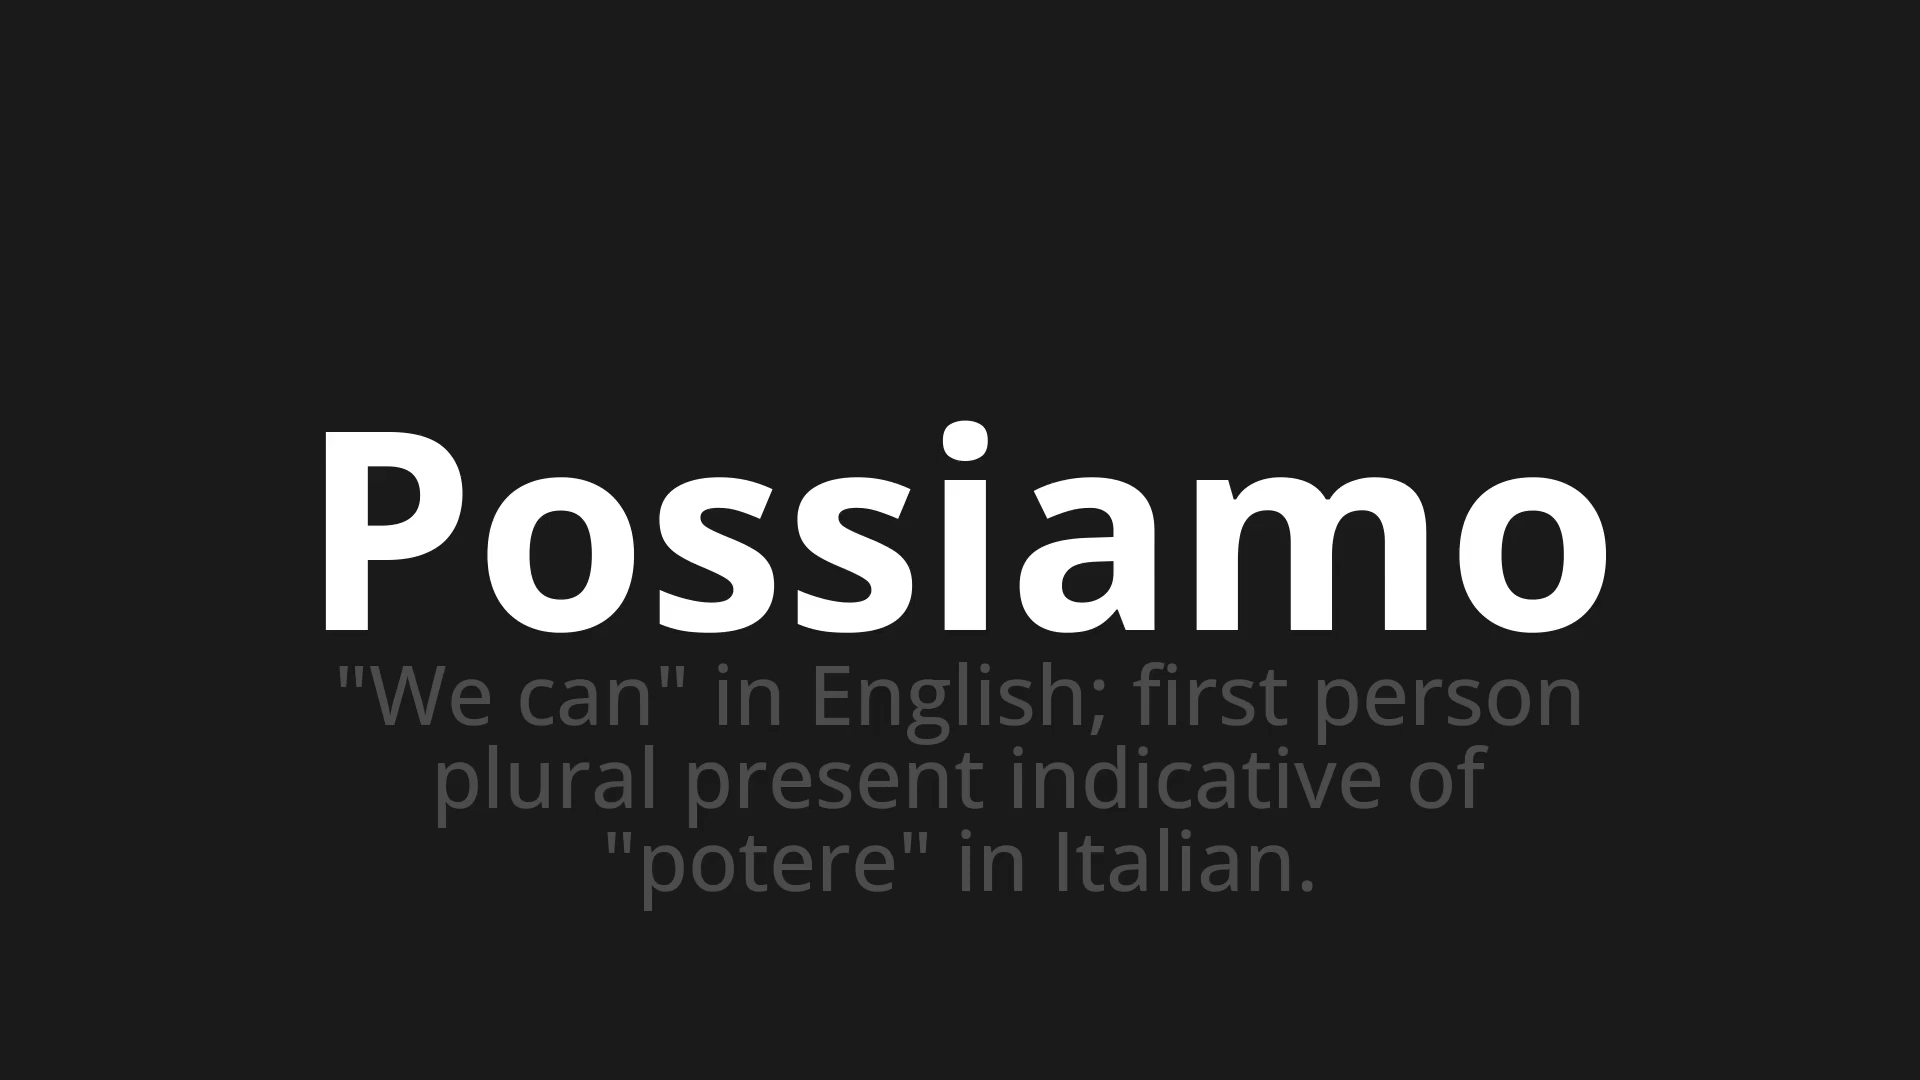 Possiamo
"We can" in English; first person
plural present indicative of
"potere" in Italian.